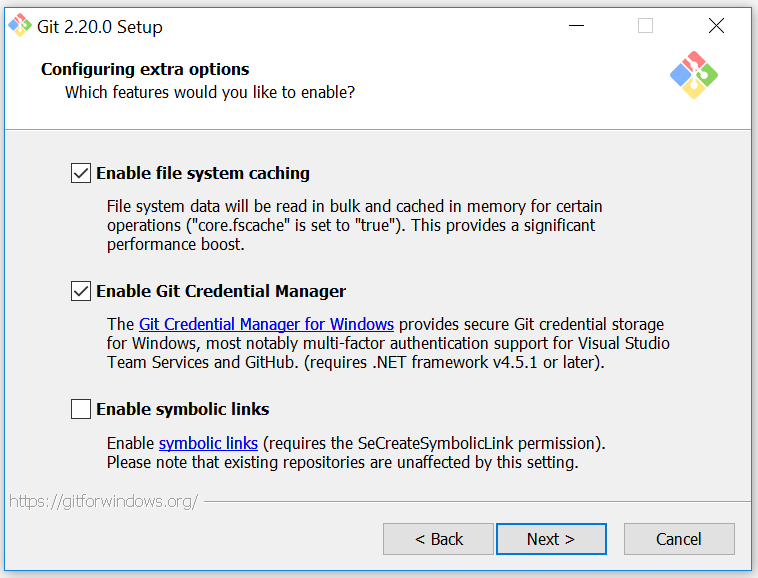 Git 2.20.0 Setup
Configuring extra options
Which features would you like to enable?
Enable file system caching
File system data will be read in bulk and cached in memory for certain
operations ("core.fscache" is set to "true"). This provides a significant
performance boost.
Enable Git Credential Manager
The Git Credential Manager for Windows provides secure Git credential storage
for Windows, most notably multi-factor authentication support for Visual Studio
Team Services and GitHub. (requires .NET framework v4.5.1 or later).
Enable symbolic links
Enable symbolic links (requires the SeCreateSymbolicLink permission).
Please note that existing repositories are unaffected by this setting.
https://gitforwindows.org/
< Back
Next >
Cancel